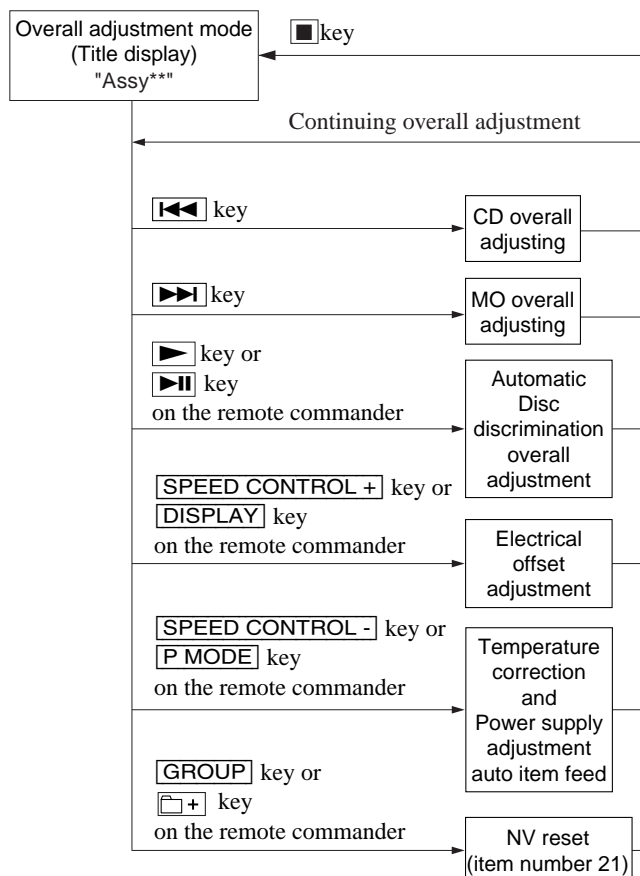 Overall adjustment mode
(Title display)
"Assy**"
■ key
Continuing overall adjustment
⏮ key
CD overall
adjusting
⏭ key
MO overall
adjusting
▶ key or
▶⏸ key
on the remote commander
Automatic
Disc
discrimination
overall
adjustment
SPEED CONTROL + key or
DISPLAY key
on the remote commander
Electrical
offset
adjustment
SPEED CONTROL - key or
P MODE key
on the remote commander
Temperature
correction
and
Power supply
adjustment
auto item feed
GROUP key or
+ key
on the remote commander
NV reset
(item number 21)